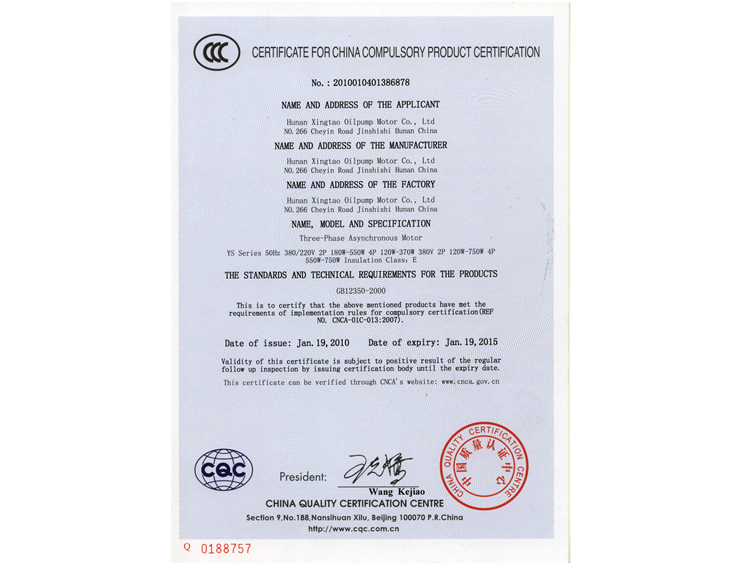 CERTIFICATE FOR CHINA COMPULSORY PRODUCT CERTIFICATION
No. : 2010010401386878
NAME AND ADDRESS OF THE APPLICANT
Hunan Xingtao Oilpump Motor Co., Ltd
NO. 266 Cheyin Road Jinshishi Hunan China
NAME AND ADDRESS OF THE MANUFACTURER
Hunan Xingtao Oilpump Motor Co., Ltd
NO. 266 Cheyin Road Jinshishi Hunan China
NAME AND ADDRESS OF THE FACTORY
Hunan Xingtao Oilpump Motor Co., Ltd
NO. 266 Cheyin Road Jinshishi Hunan China
NAME, MODEL AND SPECIFICATION
Three-Phase Asynchronous Motor
YS Series 50Hz 380/220V 2P 180W-550W 4P 120W-370W 380V 2P 120W-750W 4P
550W-750W Insulation Class: E
THE STANDARDS AND TECHNICAL REQUIREMENTS FOR THE PRODUCTS
GB12350-2000
This is to certify that the above mentioned products have met the
requirements of implementation rules for compulsory certification(REF
NO. CNCA-01C-013:2007).
Date of issue: Jan. 19, 2010 Date of expiry: Jan. 19, 2015
Validity of this certificate is subject to positive result of the regular
follow up inspection by issuing certification body until the expiry date.
This certificate can be verified through CNCA's website: www.cnca.gov.cn
CQC
President:
Wang Kejiao
CHINA QUALITY CERTIFICATION CENTRE
中国质量认证中心
CHINA QUALITY CERTIFICATION CENTRE
Section 9,No.188,Nansihuan Xilu, Beijing 100070 P.R.China
http://www.cqc.com.cn
Q 0188757